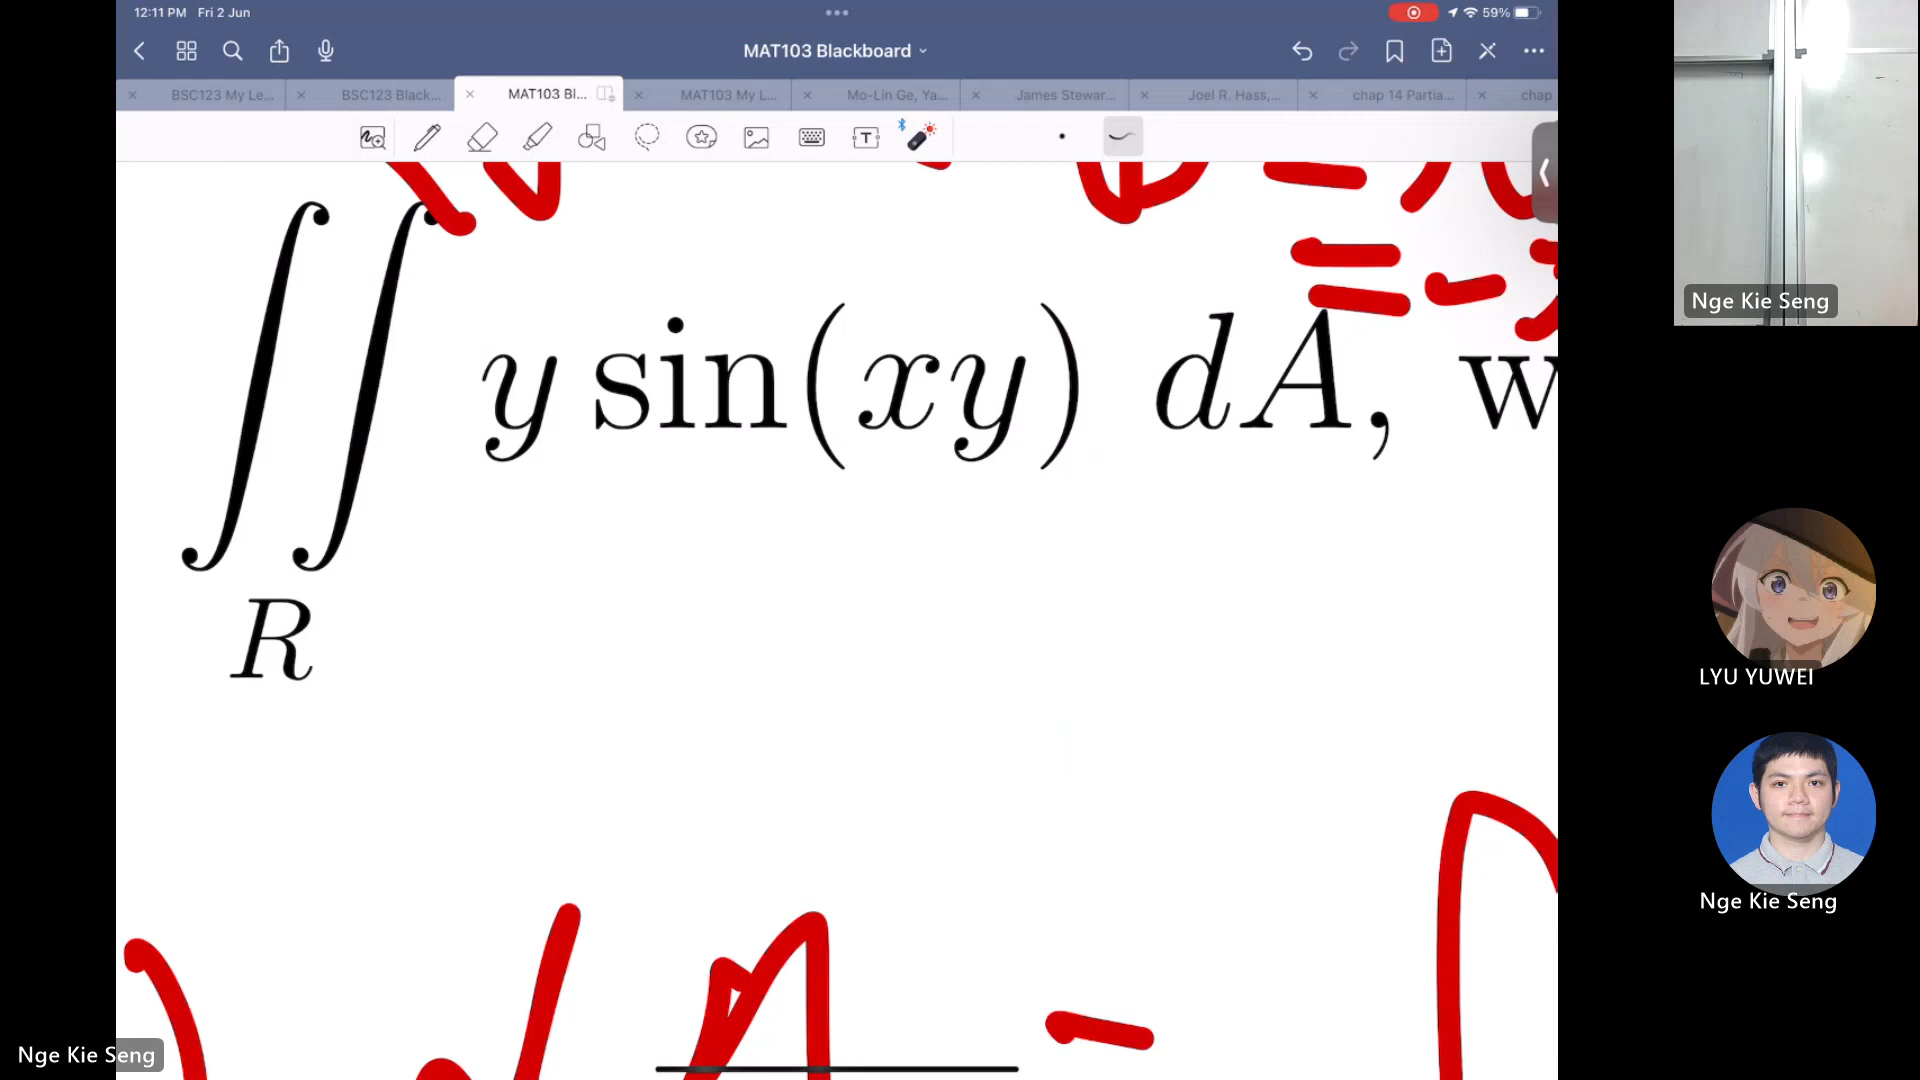 12:11 PM Fri 2 Jun
59%
MAT103 Blackboard
BSC123 My Le...
BSC123 Black...
MAT103 Bl...
MAT103 My L...
Mo-Lin Ge, Ya...
James Stewar...
Joel R. Hass,...
chap 14 Partia...
chap
T
= -
∬ y sin(xy) dA, w
R
Nge Kie Seng
LYU YUWEI
Nge Kie Seng
Nge Kie Seng